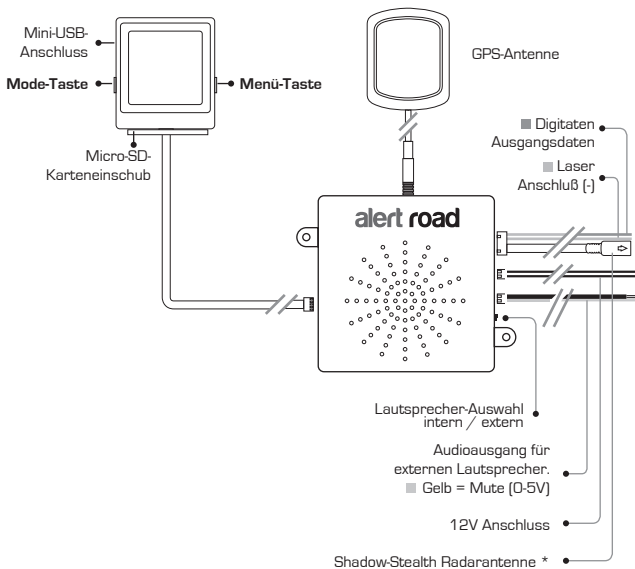 Mini-USB-
Anschluss
Mode-Taste
Menü-Taste
Micro-SD-
Karteneinschub
GPS-Antenne
Digitaten
Ausgangsdaten
Laser
Anschluß (-)
alert road
Lautsprecher-Auswahl
intern / extern
Audioausgang für
externen Lautsprecher.
Gelb = Mute (0-5V)
12V Anschluss
Shadow-Stealth Radarantenne *